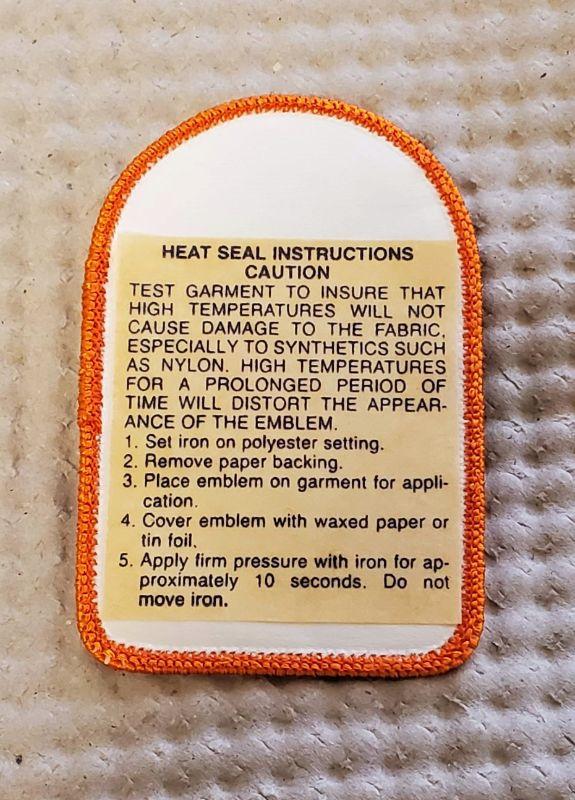 HEAT SEAL INSTRUCTIONS
CAUTION
TEST GARMENT TO INSURE THAT
HIGH TEMPERATURES WILL NOT
CAUSE DAMAGE TO THE FABRIC,
ESPECIALLY TO SYNTHETICS SUCH
AS NYLON. HIGH TEMPERATURES
FOR A PROLONGED PERIOD OF
TIME WILL DISTORT THE APPEAR-
ANCE OF THE EMBLEM.
1. Set iron on polyester setting.
2. Remove paper backing.
3. Place emblem on garment for appli-
cation.
4. Cover emblem with waxed paper or
tin foil.
5. Apply firm pressure with iron for ap-
proximately 10 seconds. Do not
move iron.